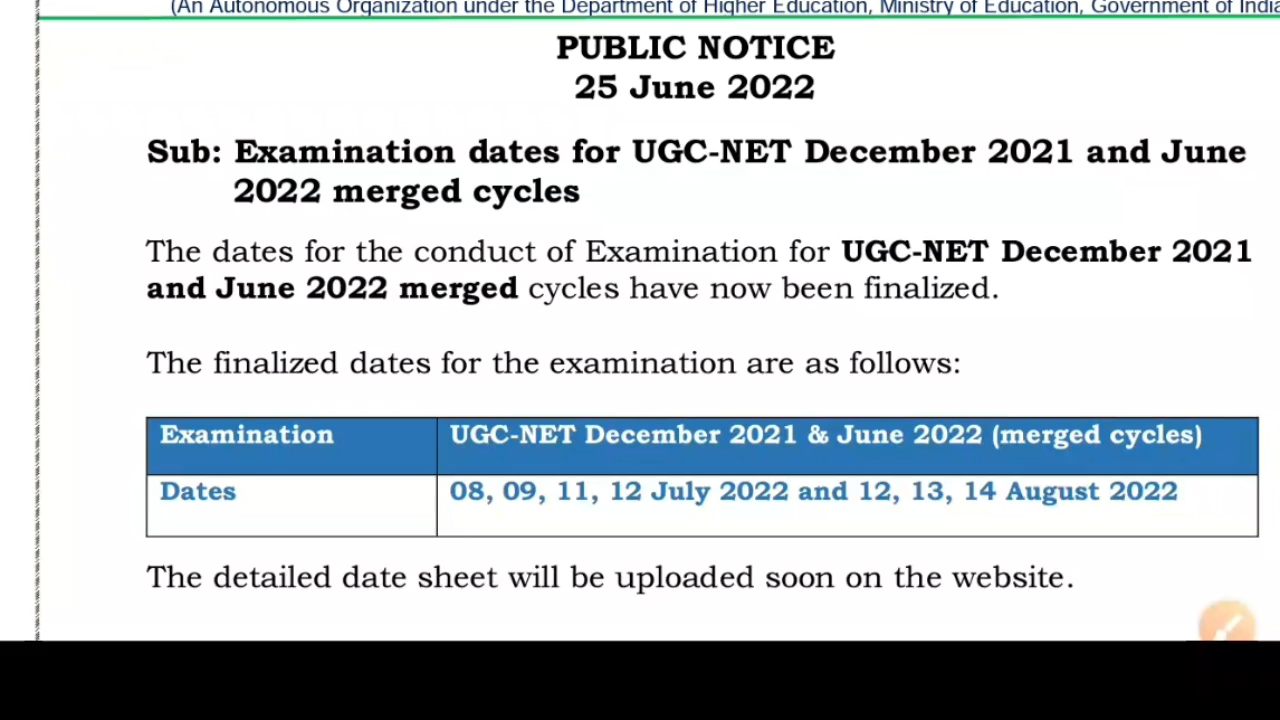 (An Autonomous Organization under the Department of Higher Education, Ministry of Education, Government of India
PUBLIC NOTICE
25 June 2022
Sub: Examination dates for UGC-NET December 2021 and June
2022 merged cycles
The dates for the conduct of Examination for UGC-NET December 2021
and June 2022 merged cycles have now been finalized.
The finalized dates for the examination are as follows:
Examination UGC-NET December 2021 & June 2022 (merged cycles)
Dates 08, 09, 11, 12 July 2022 and 12, 13, 14 August 2022
The detailed date sheet will be uploaded soon on the website.